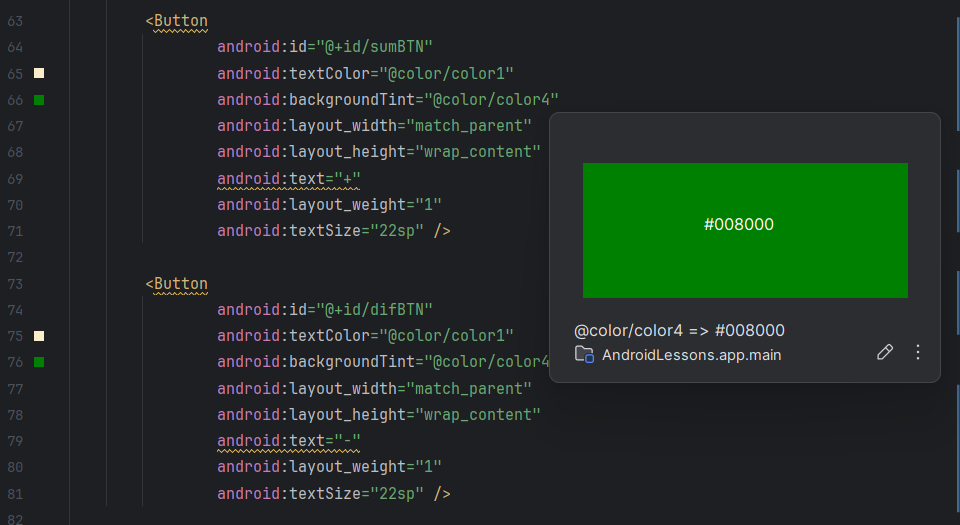 63 <Button
64 android:id="@+id/sumBTN"
65 android:textColor="@color/color1"
66 android:backgroundTint="@color/color4"
67 android:layout_width="match_parent"
68 android:layout_height="wrap_content"
69 android:text="+"
70 android:layout_weight="1"
71 android:textSize="22sp" />
72
73 <Button
74 android:id="@+id/difBTN"
75 android:textColor="@color/color1"
76 android:backgroundTint="@color/color4
77 android:layout_width="match_parent"
78 android:layout_height="wrap_content"
79 android:text="-"
80 android:layout_weight="1"
81 android:textSize="22sp" />
82
#008000
@color/color4 => #008000
AndroidLessons.app.main